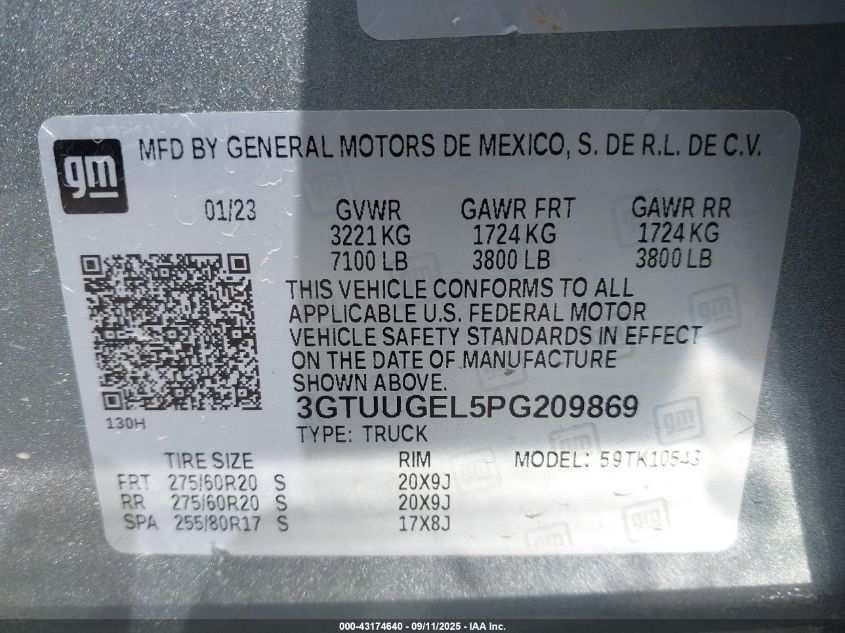 gm
MFD BY GENERAL MOTORS DE MEXICO, S. DE R.L. DE C.V.
01/23 GVWR GAWR FRT GAWR RR
3221 KG 1724 KG 1724 KG
7100 LB 3800 LB 3800 LB
THIS VEHICLE CONFORMS TO ALL
APPLICABLE U.S. FEDERAL MOTOR
VEHICLE SAFETY STANDARDS IN EFFECT
ON THE DATE OF MANUFACTURE
SHOWN ABOVE.
130H
3GTUUGEL5PG209869
TYPE: TRUCK
TIRE SIZE RIM MODEL: 59TK10543
FRT 275/60R20 S 20X9J
RR 275/60R20 S 20X9J
SPA 255/80R17 S 17X8J
000-43174640 - 09/11/2025 - IAA Inc.